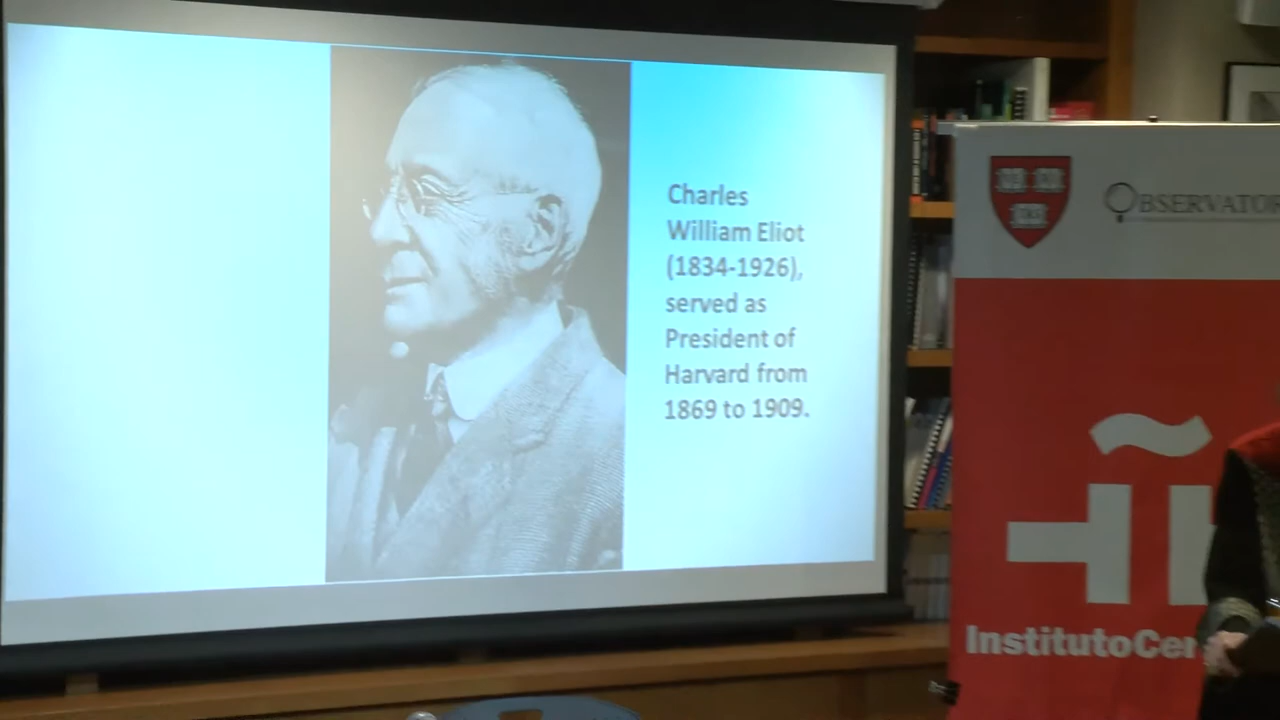 Charles
William Eliot
(1834-1926),
served as
President of
Harvard from
1869 to 1909.
OBSERVATOR
InstitutoCer